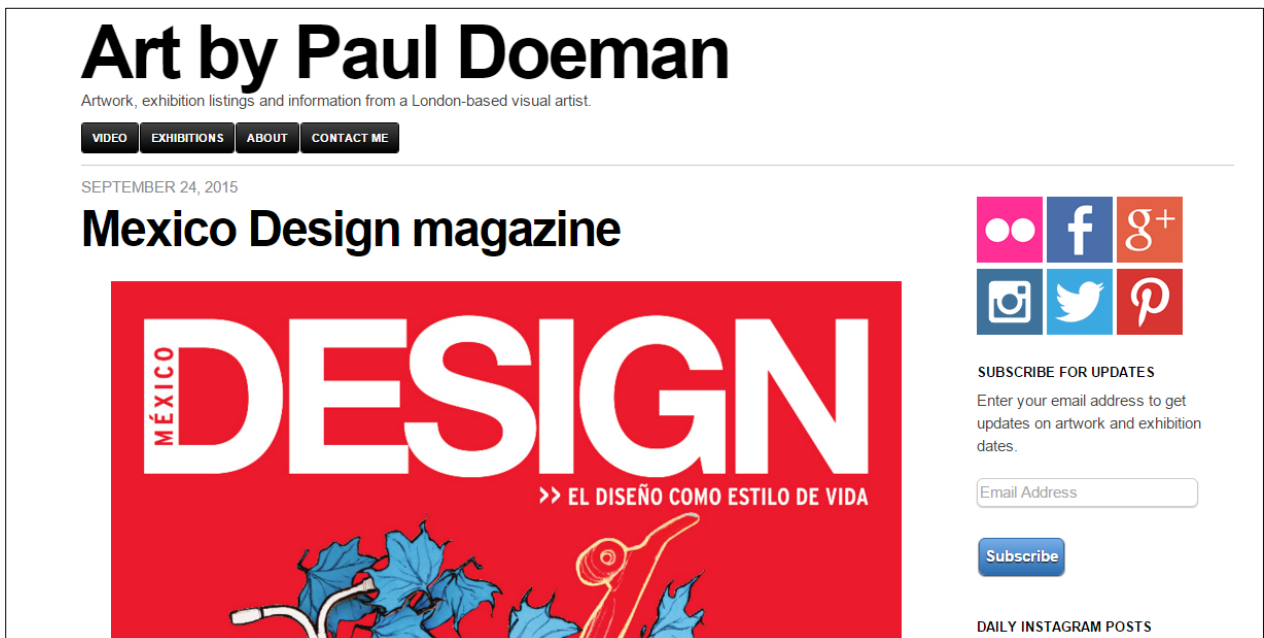 Art by Paul Doeman
Artwork, exhibition listings and information from a London-based visual artist.
VIDEO
EXHIBITIONS
ABOUT
CONTACT ME
SEPTEMBER 24, 2015
Mexico Design magazine
MÉXICO
DESIGN
>> EL DISEÑO COMO ESTILO DE VIDA
f
g+
SUBSCRIBE FOR UPDATES
Enter your email address to get
updates on artwork and exhibition
dates.
Email Address
Subscribe
DAILY INSTAGRAM POSTS